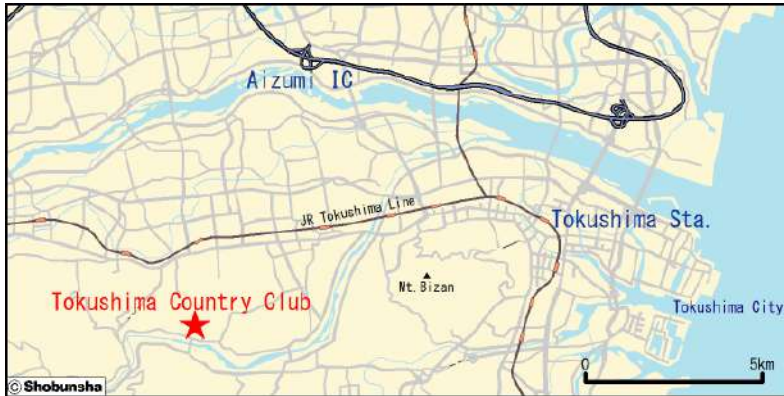 Aizumi IC
JR Tokushima Line
Tokushima Sta.
Mt.Bizan
Tokushima Country Club
Tokushima City
0 5km
© Shobunsha